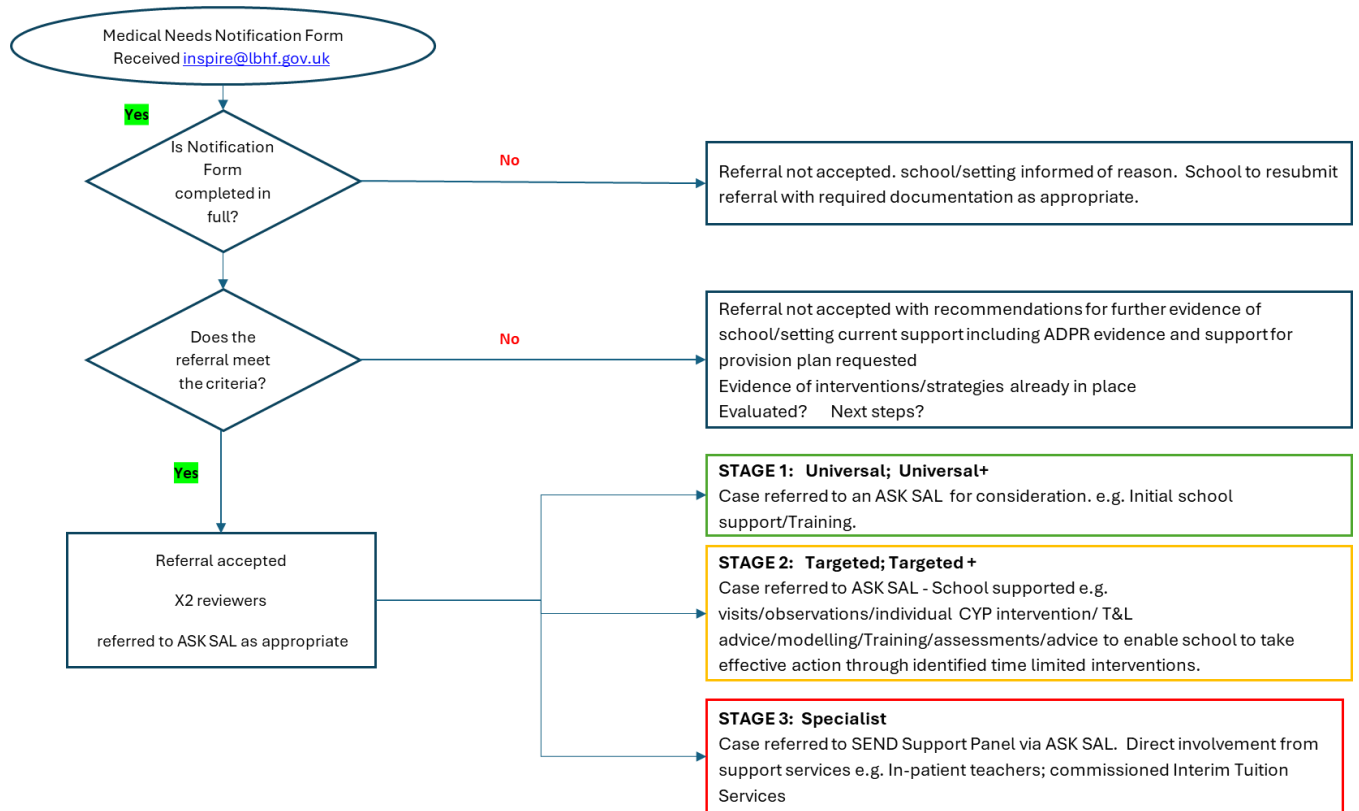 Medical Needs Notification Form
Received inspire@lbhf.gov.uk
Yes
Is Notification
Form
completed in
full?
No
Referral not accepted. school/setting informed of reason. School to resubmit
referral with required documentation as appropriate.
Does the
referral meet
the criteria?
No
Referral not accepted with recommendations for further evidence of
school/setting current support including ADPR evidence and support for
provision plan requested
Evidence of interventions/strategies already in place
Evaluated? Next steps?
Yes
Referral accepted
X2 reviewers
referred to ASK SAL as appropriate
STAGE 1: Universal; Universal+
Case referred to an ASK SAL for consideration. e.g. Initial school
support/Training.
STAGE 2: Targeted; Targeted +
Case referred to ASK SAL - School supported e.g.
visits/observations/individual CYP intervention/ T&L
advice/modelling/Training/assessments/advice to enable school to take
effective action through identified time limited interventions.
STAGE 3: Specialist
Case referred to SEND Support Panel via ASK SAL. Direct involvement from
support services e.g. In-patient teachers; commissioned Interim Tuition
Services